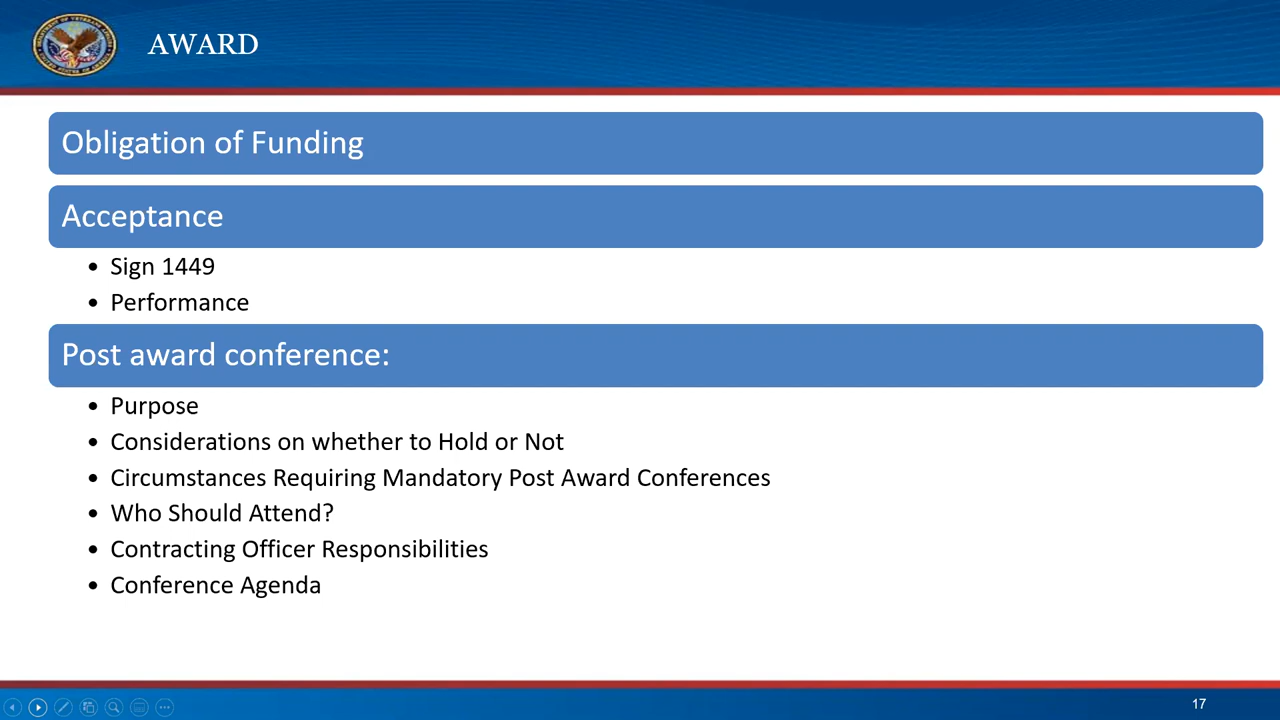 AWARD
Obligation of Funding
Acceptance
• Sign 1449
• Performance
Post award conference:
• Purpose
• Considerations on whether to Hold or Not
• Circumstances Requiring Mandatory Post Award Conferences
• Who Should Attend?
• Contracting Officer Responsibilities
• Conference Agenda
17